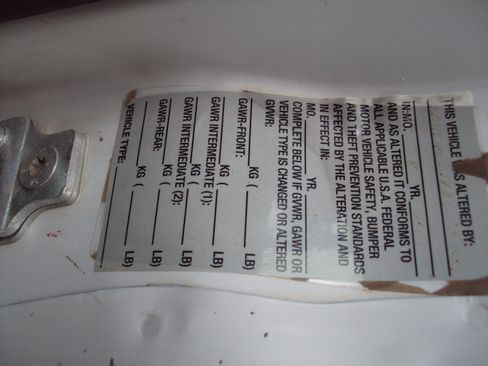 THIS VEHICLE WAS ALTERED BY:
IN:MO. YR.
AND AS ALTERED IT CONFORMS TO
ALL APPLICABLE U.S.A. FEDERAL
MOTOR VEHICLE SAFETY, BUMPER
AND THEFT PREVENTION STANDARDS
AFFECTED BY THE ALTERATION AND
IN EFFECT IN:
MO. YR.
COMPLETE BELOW IF GVWR, GAWR OR
VEHICLE TYPE IS CHANGED OR ALTERED
GVWR:
KG ( LB)
GAWR-FRONT:
KG ( LB)
GAWR INTERMEDIATE (1):
KG ( LB)
GAWR INTERMEDIATE (2):
KG ( LB)
GAWR-REAR:
KG ( LB)
VEHICLE TYPE: